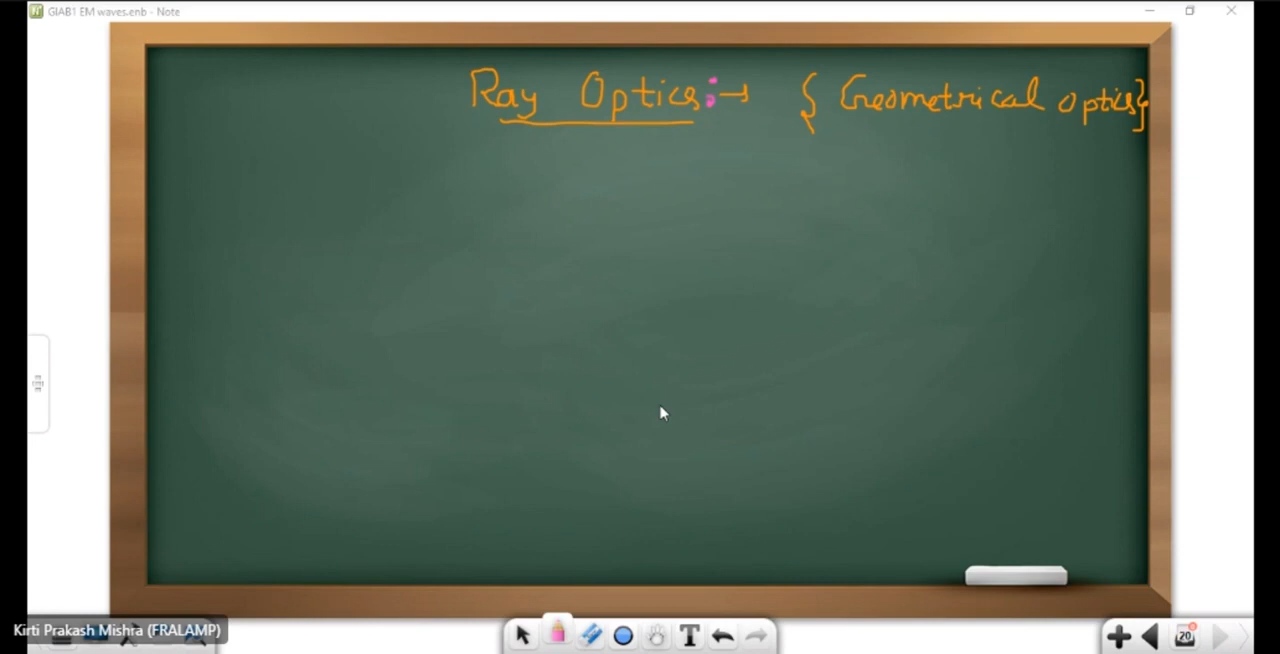 GIAB1 EM waves.enb - Note
Ray Optics:→ { Geometrical optics}
Kirti Prakash Mishra (FRALAMP)
T
20